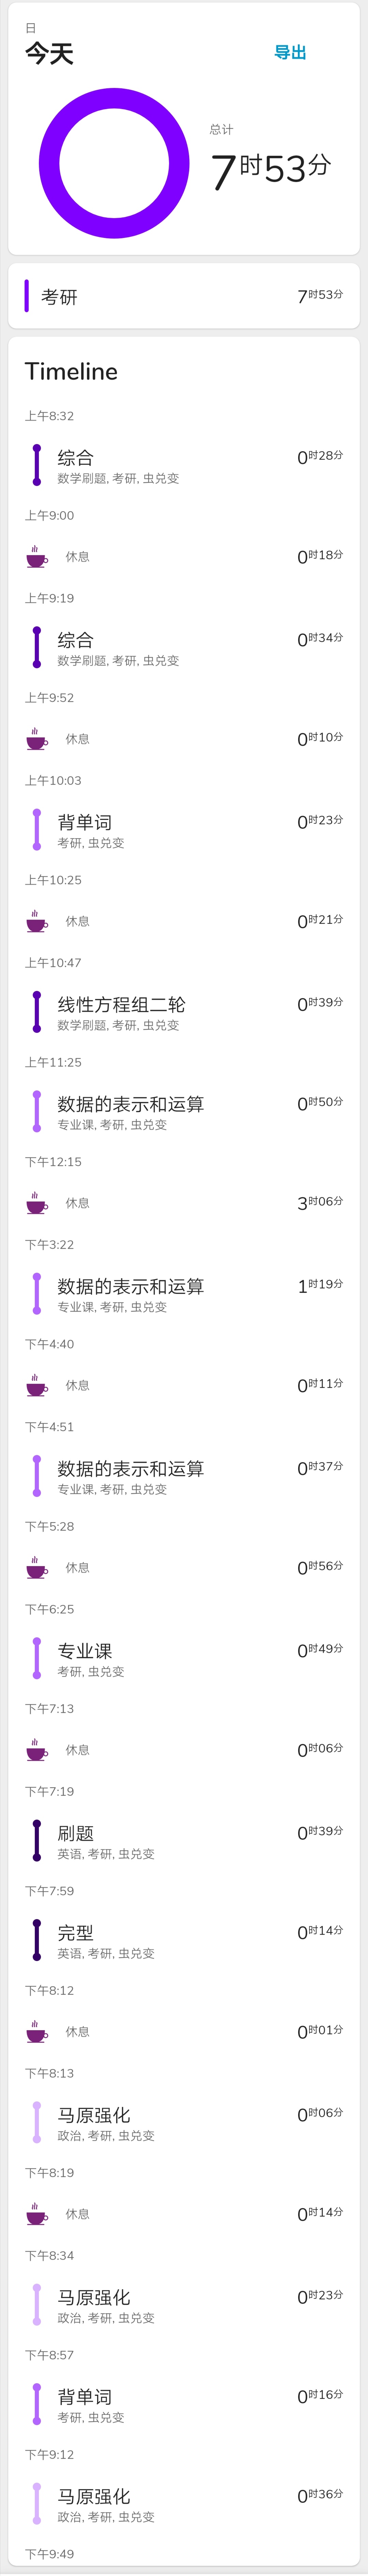 日
今天
导出
总计
7时53分
考研
7时53分
Timeline
上午8:32
综合
0时28分
数学刷题, 考研, 虫兑变
上午9:00
休息
0时18分
上午9:19
综合
0时34分
数学刷题, 考研, 虫兑变
上午9:52
休息
0时10分
上午10:03
背单词
0时23分
考研, 虫兑变
上午10:25
休息
0时21分
上午10:47
线性方程组二轮
0时39分
数学刷题, 考研, 虫兑变
上午11:25
数据的表示和运算
0时50分
专业课, 考研, 虫兑变
下午12:15
休息
3时06分
下午3:22
数据的表示和运算
1时19分
专业课, 考研, 虫兑变
下午4:40
休息
0时11分
下午4:51
数据的表示和运算
0时37分
专业课, 考研, 虫兑变
下午5:28
休息
0时56分
下午6:25
专业课
0时49分
考研, 虫兑变
下午7:13
休息
0时06分
下午7:19
刷题
0时39分
英语, 考研, 虫兑变
下午7:59
完型
0时14分
英语, 考研, 虫兑变
下午8:12
休息
0时01分
下午8:13
马原强化
0时06分
政治, 考研, 虫兑变
下午8:19
休息
0时14分
下午8:34
马原强化
0时23分
政治, 考研, 虫兑变
下午8:57
背单词
0时16分
考研, 虫兑变
下午9:12
马原强化
0时36分
政治, 考研, 虫兑变
下午9:49